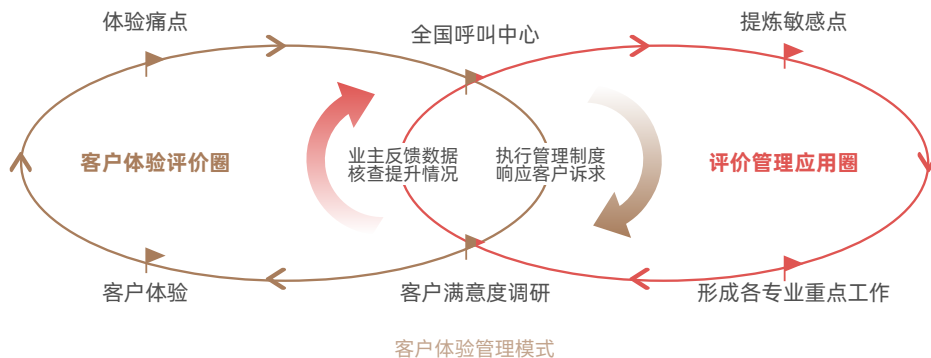 体验痛点
全国呼叫中心
提炼敏感点
客户体验评价圈
业主反馈数据
核查提升情况
执行管理制度
响应客户诉求
评价管理应用圈
客户体验
客户满意度调研
形成各专业重点工作
客户体验管理模式